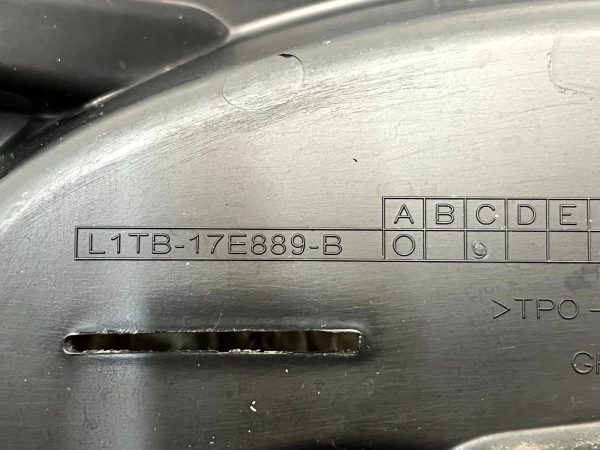 A B C D E
L1TB-17E889-B O
>TPO -